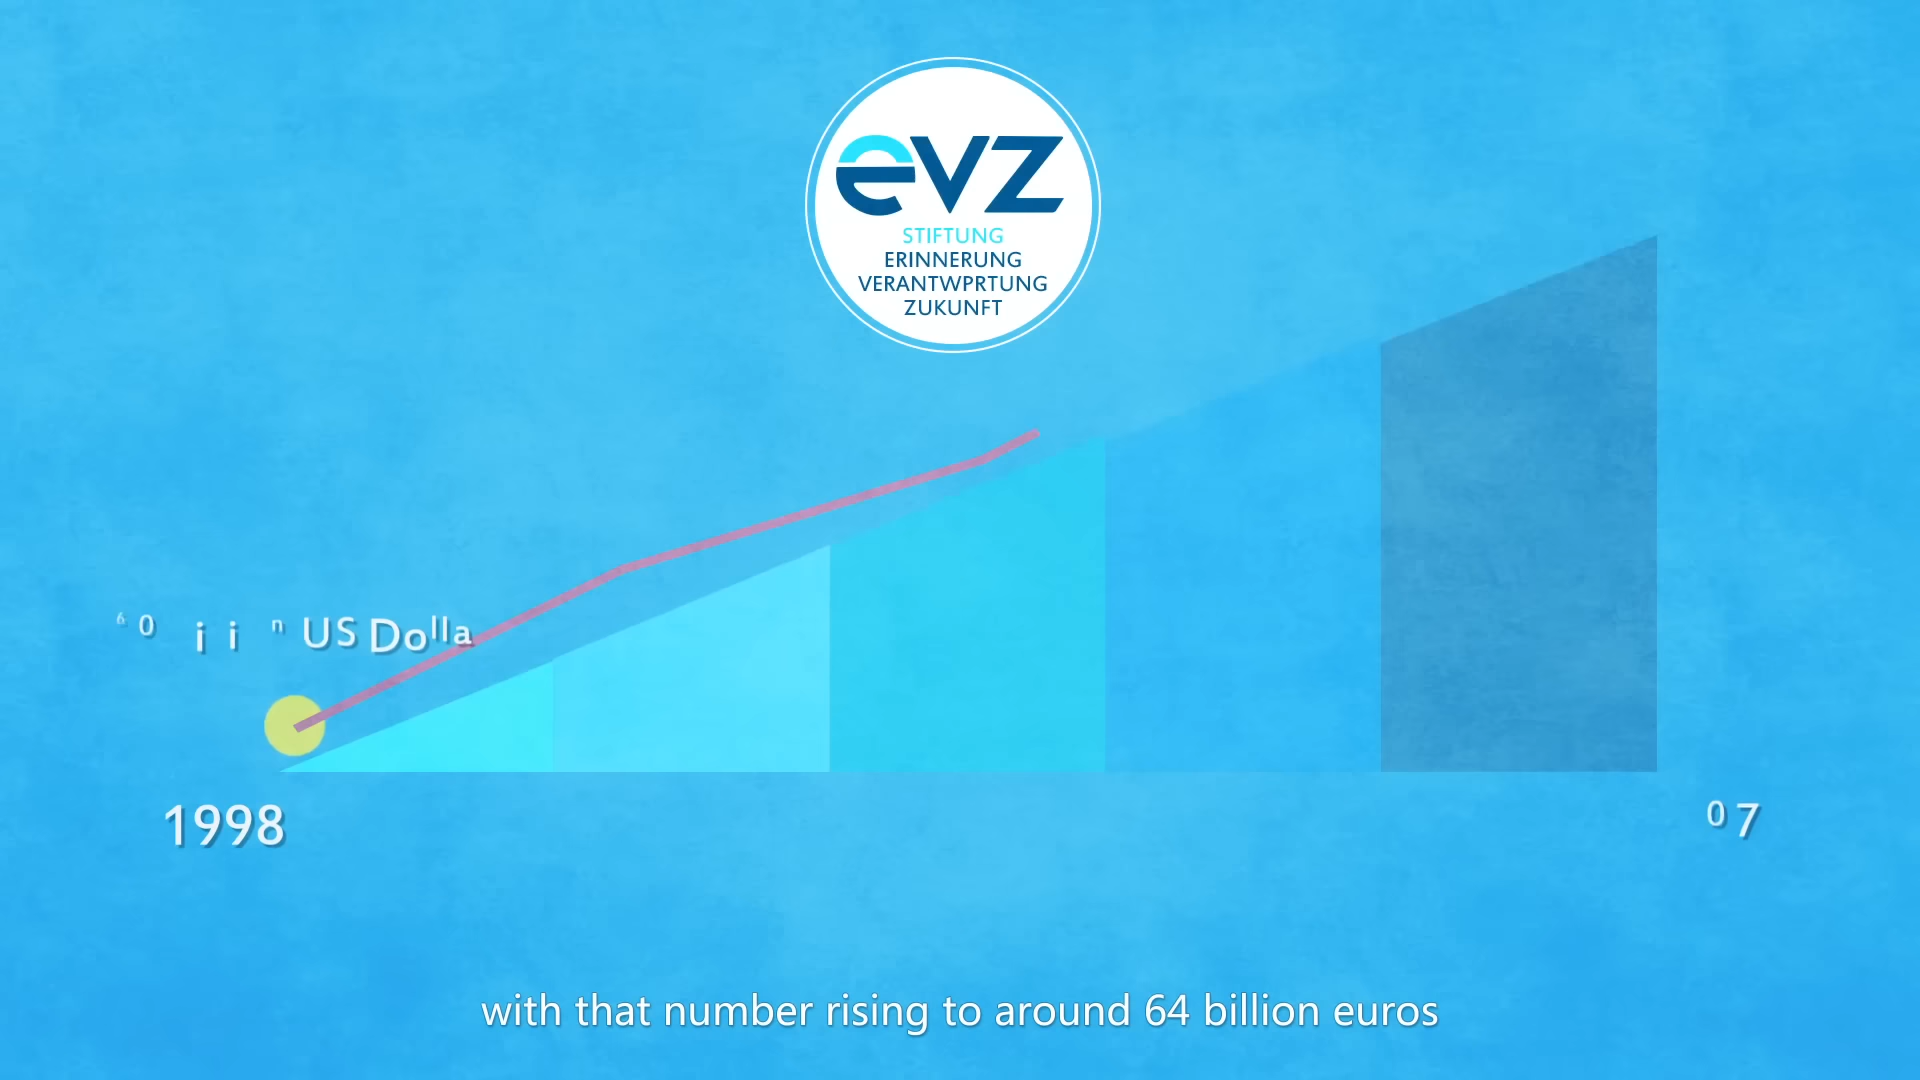 evz
STIFTUNG
ERINNERUNG
VERANTWPRTUNG
ZUKUNFT
US Dolla
1998
07
with that number rising to around 64 billion euros